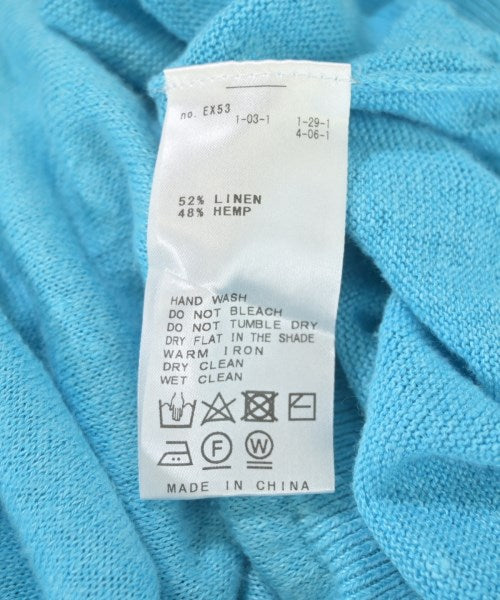 no. EX53
1-03-1 1-29-1
4-06-1
52% LINEN
48% HEMP
HAND WASH
DO NOT BLEACH
DO NOT TUMBLE DRY
DRY FLAT IN THE SHADE
WARM IRON
DRY CLEAN
WET CLEAN
F W
MADE IN CHINA